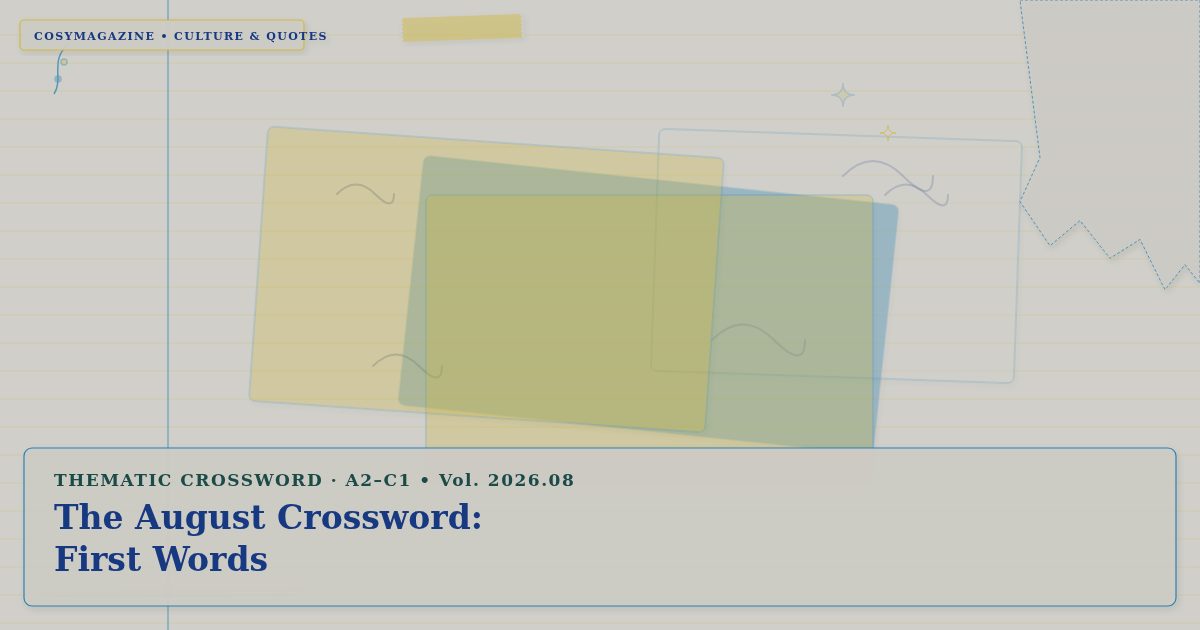 COSYMAGAZINE • CULTURE & QUOTES
THEMATIC CROSSWORD · A2–C1 • Vol. 2026.08
The August Crossword:
First Words